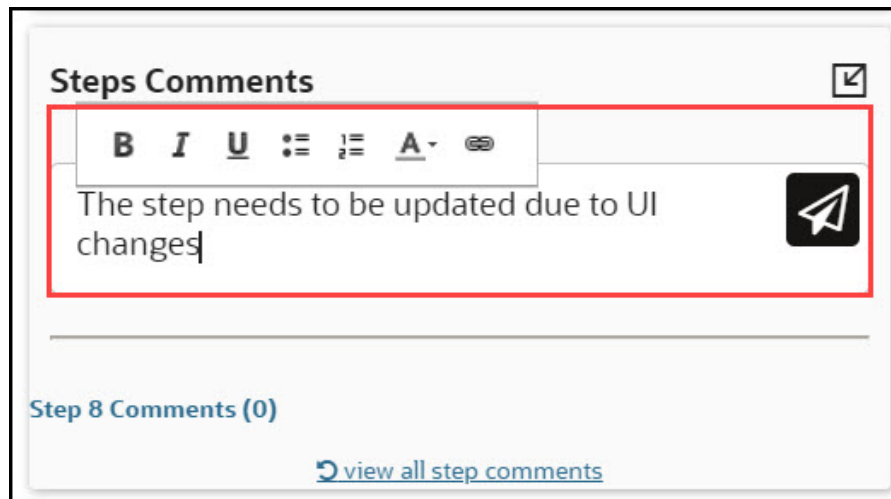 Steps Comments
B I U A
The step needs to be updated due to UI
changes
Step 8 Comments (0)
view all step comments